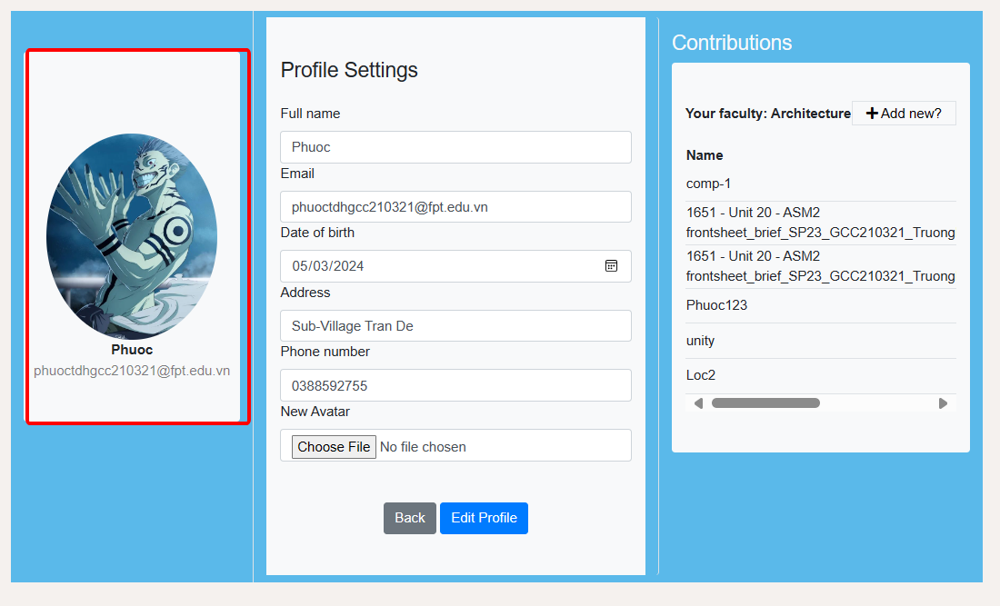 Phuoc
phuoctdhgcc210321@fpt.edu.vn
Profile Settings
Full name
Phuoc
Email
phuoctdhgcc210321@fpt.edu.vn
Date of birth
05/03/2024
Address
Sub-Village Tran De
Phone number
0388592755
New Avatar
Choose File No file chosen
Back Edit Profile
Contributions
Your faculty: Architecture + Add new?
Name
comp-1
1651 - Unit 20 - ASM2
frontsheet_brief_SP23_GCC210321_Truong
1651 - Unit 20 - ASM2
frontsheet_brief_SP23_GCC210321_Truong
Phuoc123
unity
Loc2